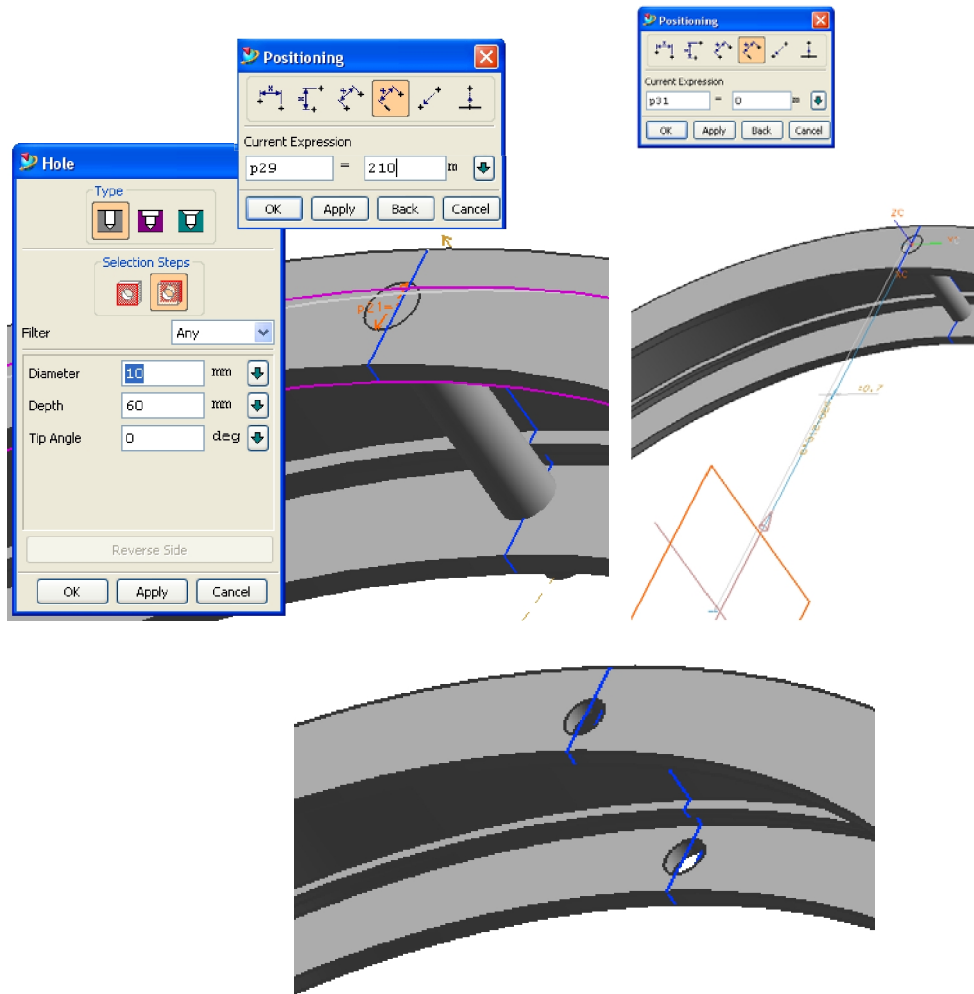 Positioning
Current Expression
p29 = 210 m
OK Apply Back Cancel
Hole
Type
Selection Steps
Filter Any
Diameter 10 mm
Depth 60 mm
Tip Angle 0 deg
Reverse Side
OK Apply Cancel
Positioning
Current Expression
p31 = 0 m
OK Apply Back Cancel
ZC
YC
XC